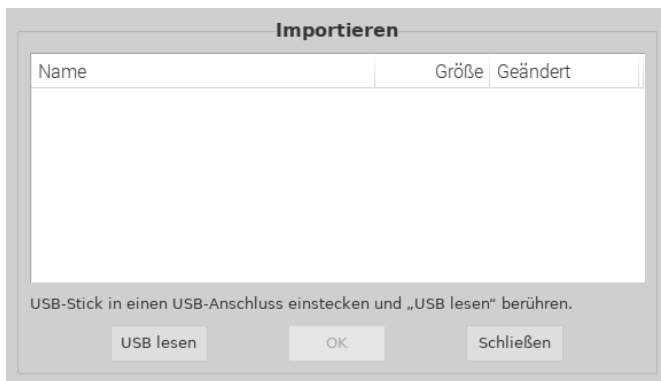 Importieren
Name Größe Geändert
USB-Stick in einen USB-Anschluss einstecken und „USB lesen“ berühren.
USB lesen OK Schließen